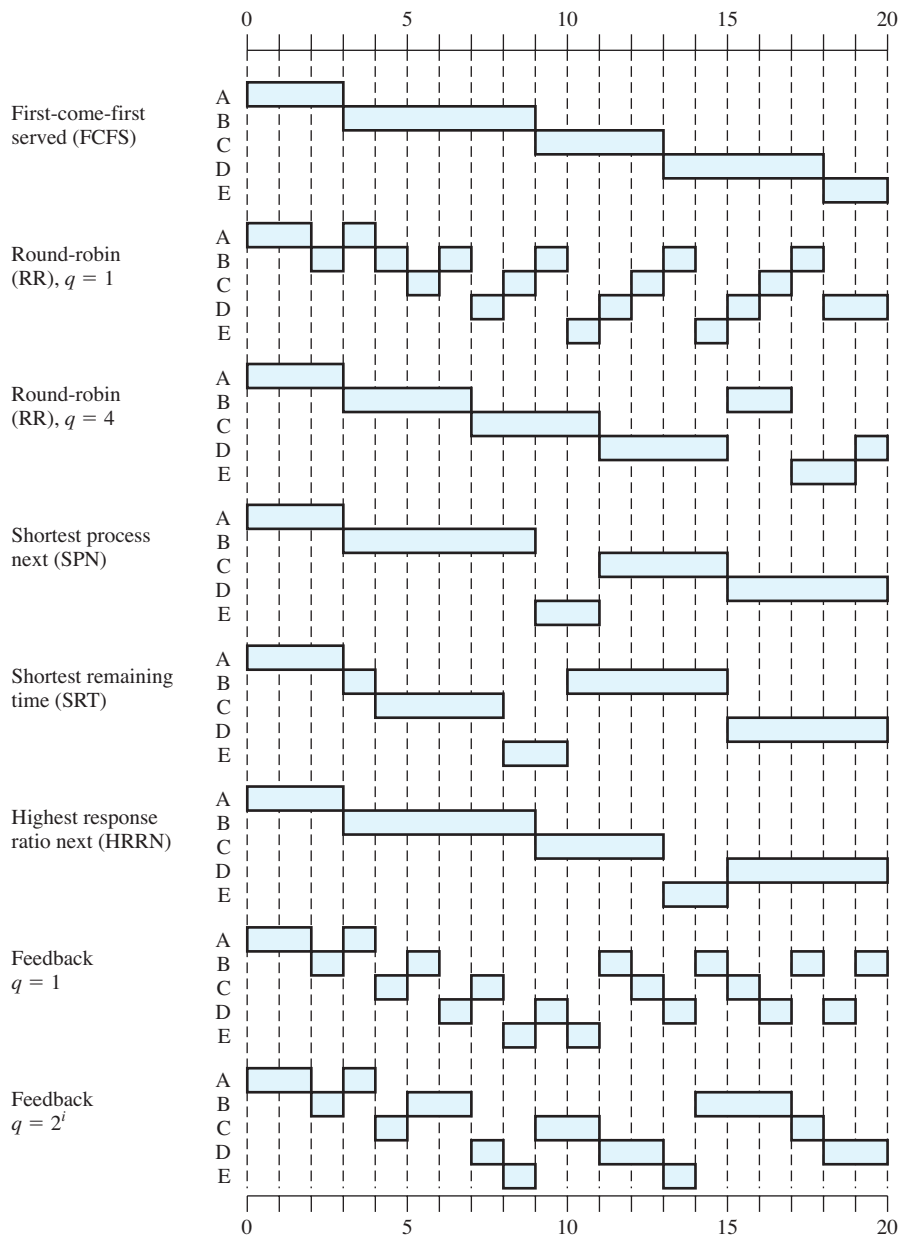 0 5 10 15 20
First-come-first
served (FCFS)
A
B
C
D
E
Round-robin
(RR), q = 1
A
B
C
D
E
Round-robin
(RR), q = 4
A
B
C
D
E
Shortest process
next (SPN)
A
B
C
D
E
Shortest remaining
time (SRT)
A
B
C
D
E
Highest response
ratio next (HRRN)
A
B
C
D
E
Feedback
q = 1
A
B
C
D
E
Feedback
q = 2^i
A
B
C
D
E
0 5 10 15 20